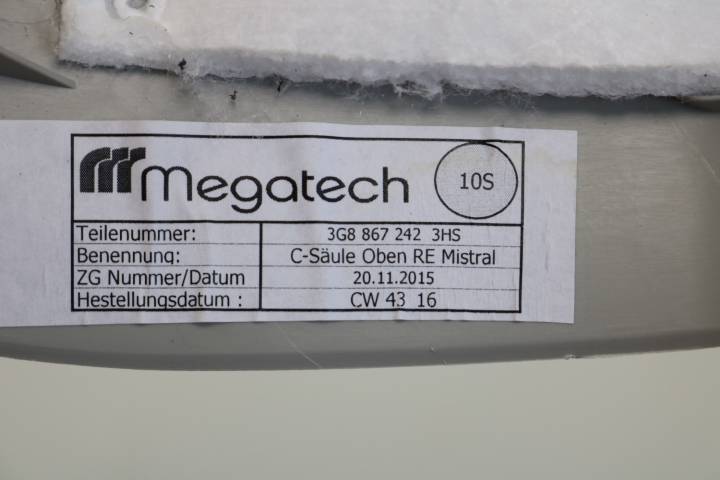 megatech 10S
Teilenummer: 3G8 867 242 3HS
Benennung: C-Säule Oben RE Mistral
ZG Nummer/Datum 20.11.2015
Hestellungsdatum : CW 43 16